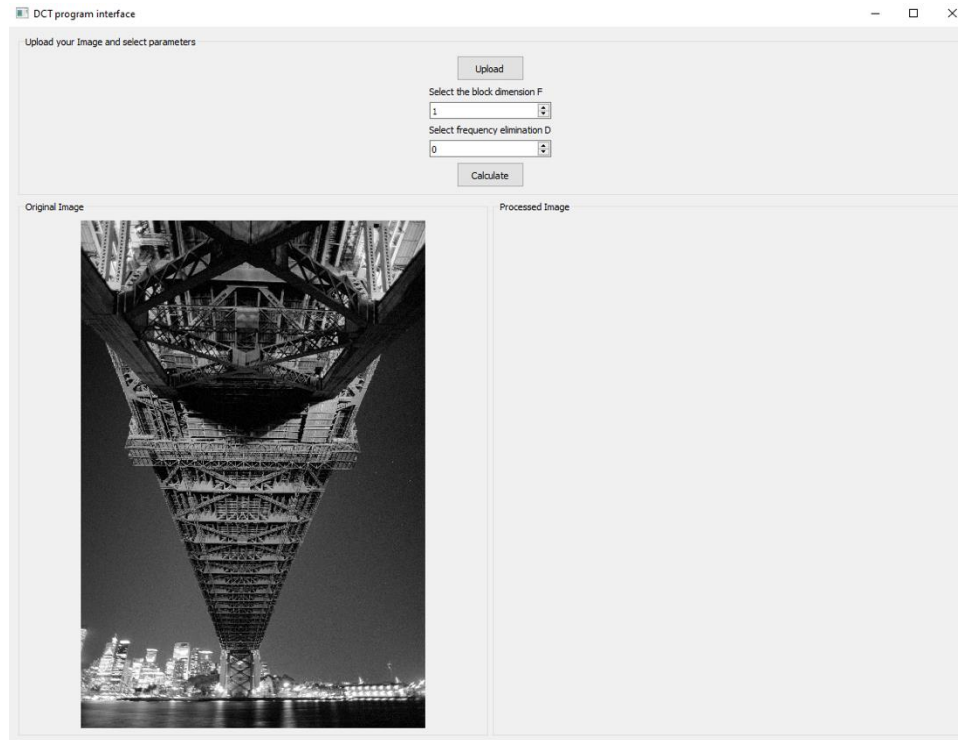 DCT program interface
Upload your Image and select parameters
Upload
Select the block dimension F
1
Select frequency elimination D
0
Calculate
Original Image
Processed Image